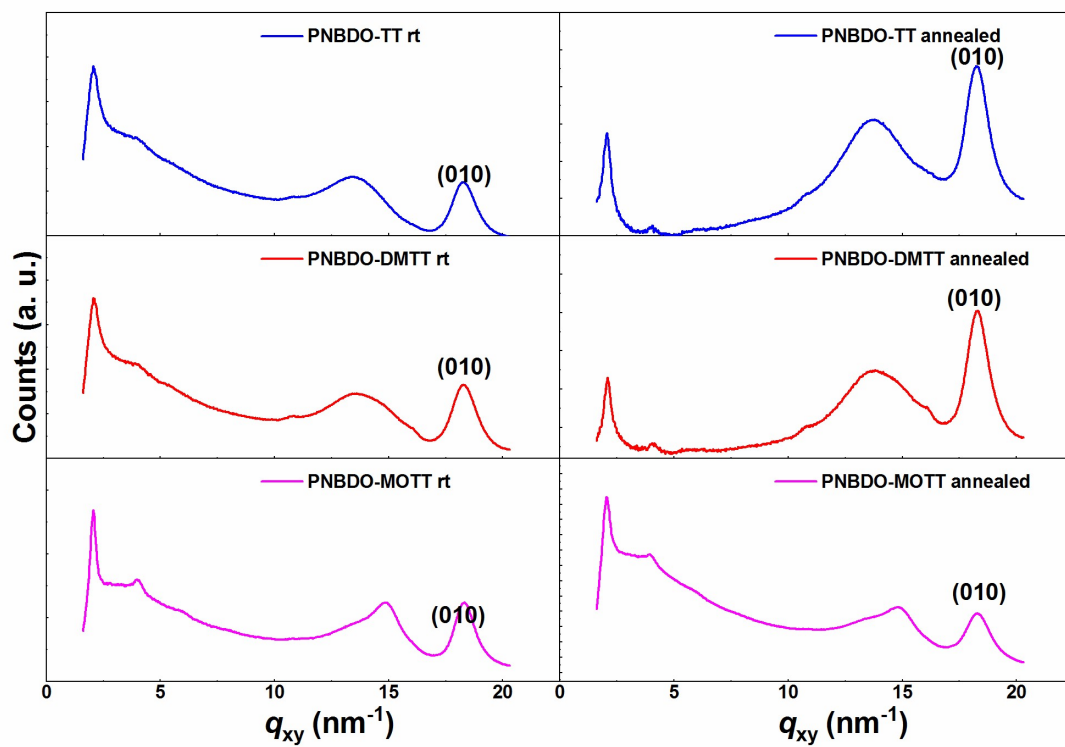 PNBDO-TT rt
(010)
PNBDO-TT annealed
(010)
PNBDO-DMTT rt
(010)
PNBDO-DMTT annealed
(010)
PNBDO-MOTT rt
(010)
PNBDO-MOTT annealed
(010)
Counts (a. u.)
0 5 10 15 20
0 5 10 15 20
qxy (nm-1)
qxy (nm-1)